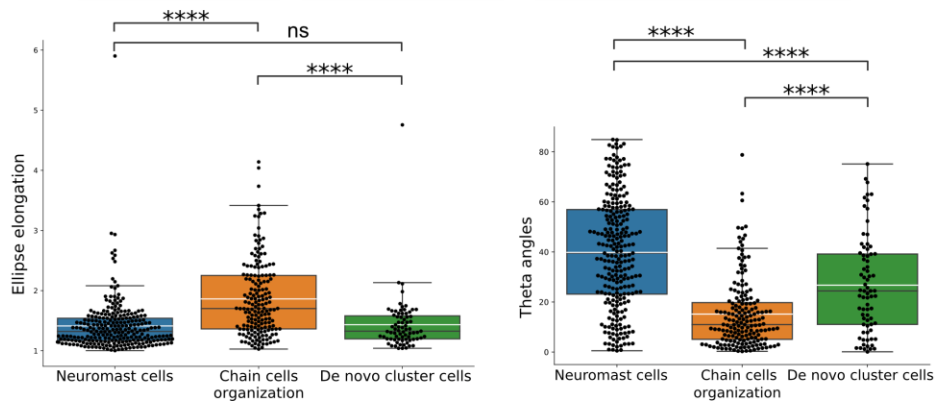 ****
ns
****
Ellipse elongation
6
5
4
3
2
1
Neuromast cells
Chain cells
organization
De novo cluster cells
****
****
****
Theta angles
80
60
40
20
0
Neuromast cells
Chain cells
organization
De novo cluster cells